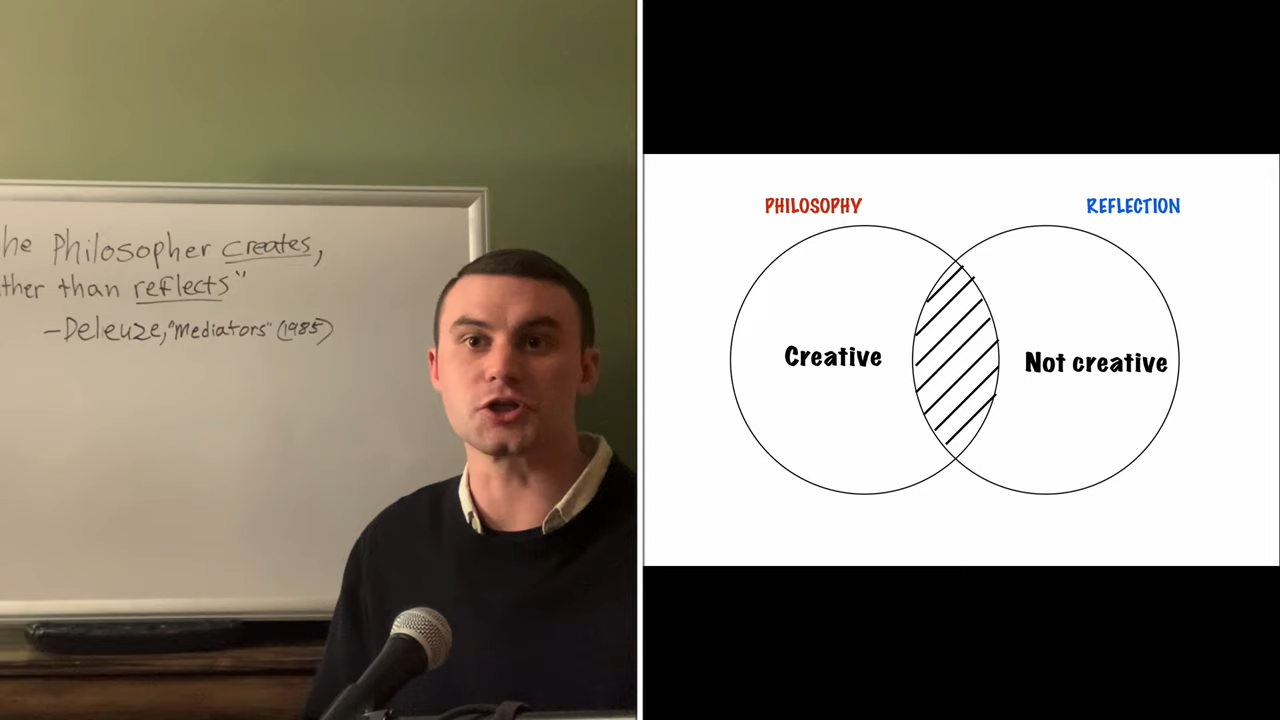 he Philosopher creates,
ther than reflects"
-Deleuze, "Mediators" (1985)
PHILOSOPHY
REFLECTION
Creative
Not creative